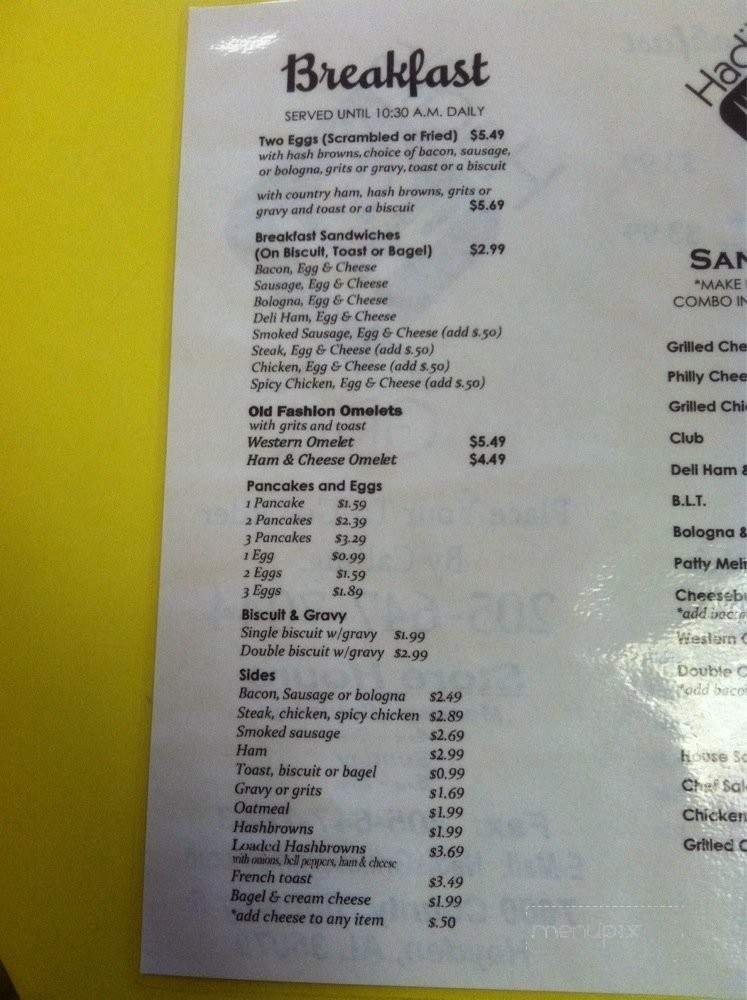 Breakfast
SERVED UNTIL 10:30 A.M. DAILY
Two Eggs (Scrambled or Fried) $5.49
with hash browns, choice of bacon, sausage,
or bologna, grits or gravy, toast or a biscuit
with country ham, hash browns, grits or
gravy and toast or a biscuit $5.69
Breakfast Sandwiches
(On Biscuit, Toast or Bagel) $2.99
Bacon, Egg & Cheese
Sausage, Egg & Cheese
Bologna, Egg & Cheese
Deli Ham, Egg & Cheese
Smoked Sausage, Egg & Cheese (add $.50)
Steak, Egg & Cheese (add $.50)
Chicken, Egg & Cheese (add $.50)
Spicy Chicken, Egg & Cheese (add $.50)
Old Fashion Omelets
with grits and toast
Western Omelet $5.49
Ham & Cheese Omelet $4.49
Pancakes and Eggs
1 Pancake $1.59
2 Pancakes $2.39
3 Pancakes $3.29
1 Egg $0.99
2 Eggs $1.59
3 Eggs $1.89
Biscuit & Gravy
Single biscuit w/gravy $1.99
Double biscuit w/gravy $2.99
Sides
Bacon, Sausage or bologna $2.49
Steak, chicken, spicy chicken $2.89
Smoked sausage $2.69
Ham $2.99
Toast, biscuit or bagel $0.99
Gravy or grits $1.69
Oatmeal $1.99
Hashbrowns $1.99
Loaded Hashbrowns $3.69
with onions, bell peppers, ham & cheese
French toast $3.49
Bagel & cream cheese $1.99
*add cheese to any item $.50
Had
SAN
*MAKE
COMBO IN
Grilled Che
Philly Chee
Grilled Chi
Club
Deli Ham &
B.L.T.
Bologna &
Patty Mel
Cheesebu
*add baco
Western
Double C
*add baco
House Sa
Chef Sal
Chicken
Grilled C
menupix